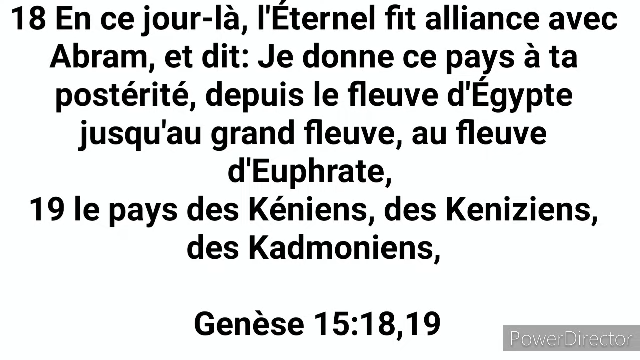 18 En ce jour-là, l'Éternel fit alliance avec
Abram, et dit: Je donne ce pays à ta
postérité, depuis le fleuve d'Égypte
jusqu'au grand fleuve, au fleuve
d'Euphrate,
19 le pays des Kéniens, des Keniziens,
des Kadmoniens,
Genèse 15:18,19
PowerDirector